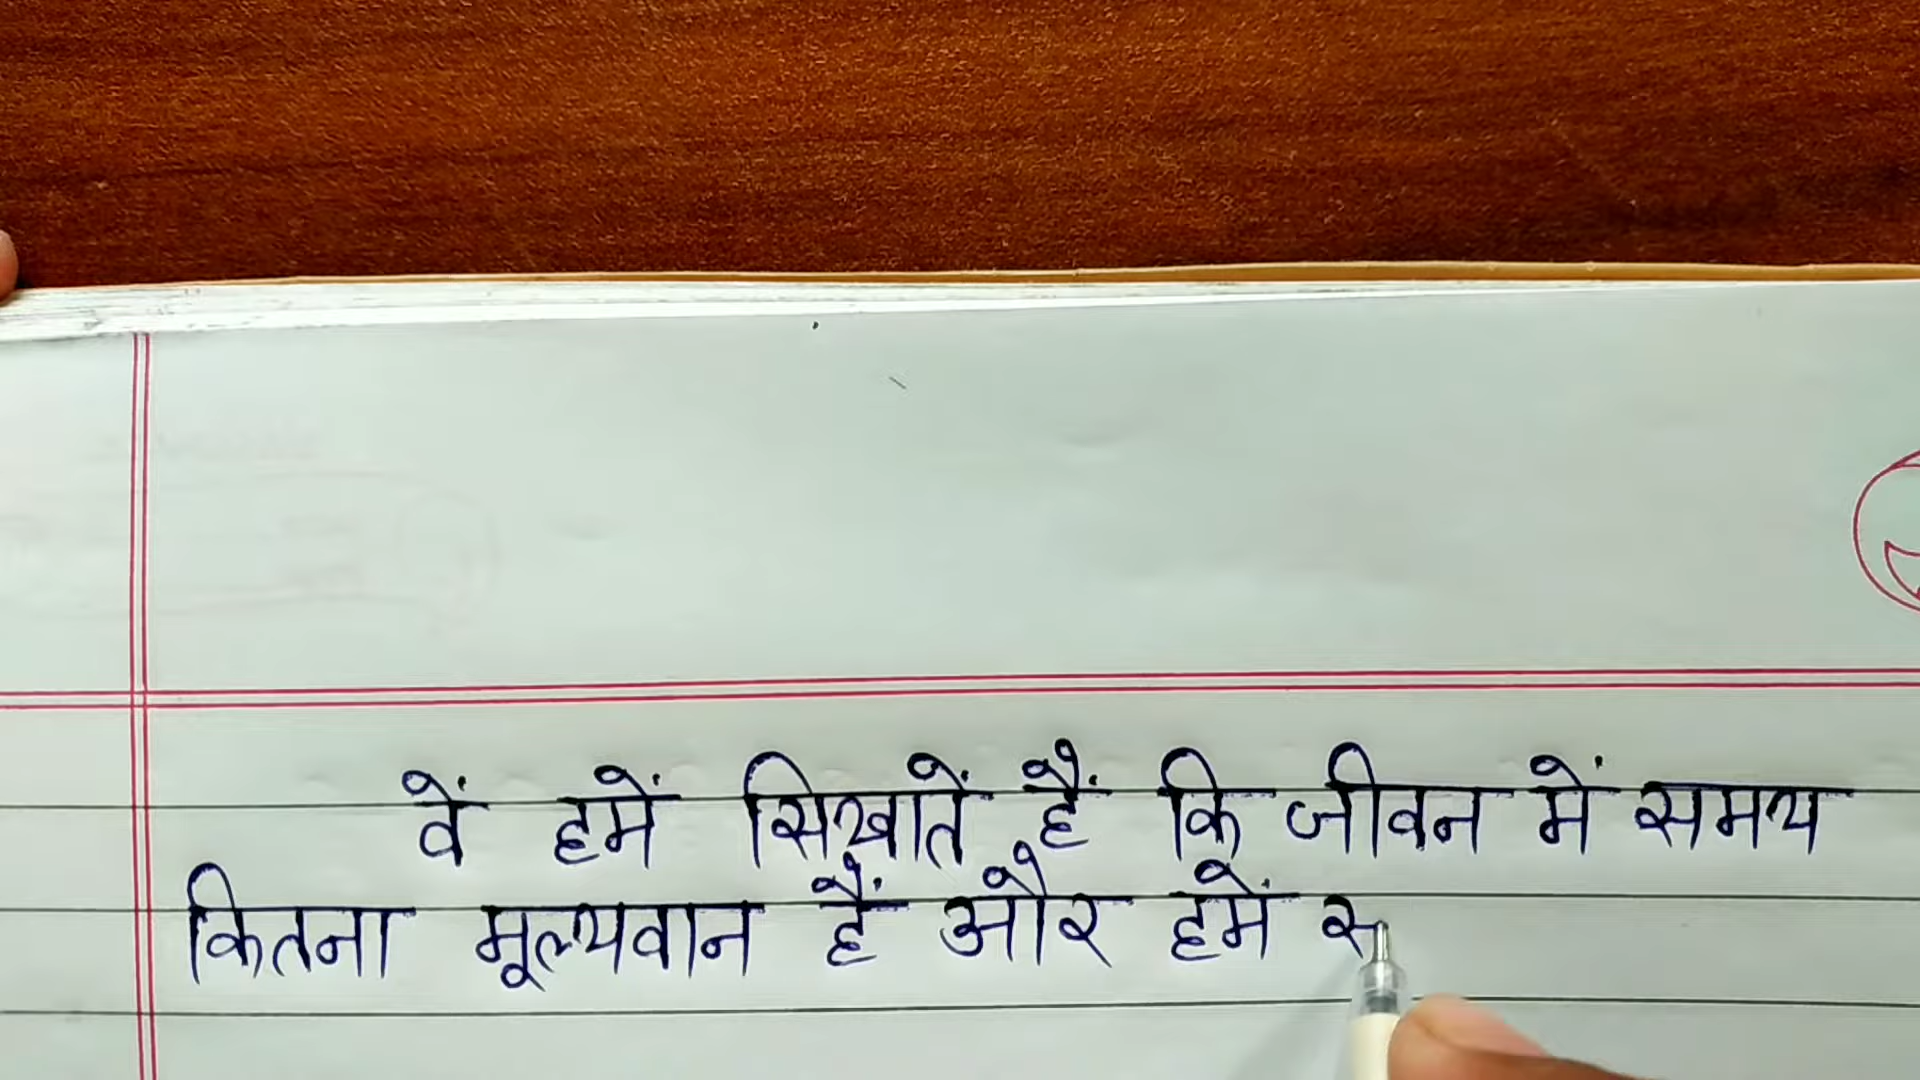 वें हमें सिखातें हैं कि जीवन में समय
कितना मूल्यवान हैं और हमें स